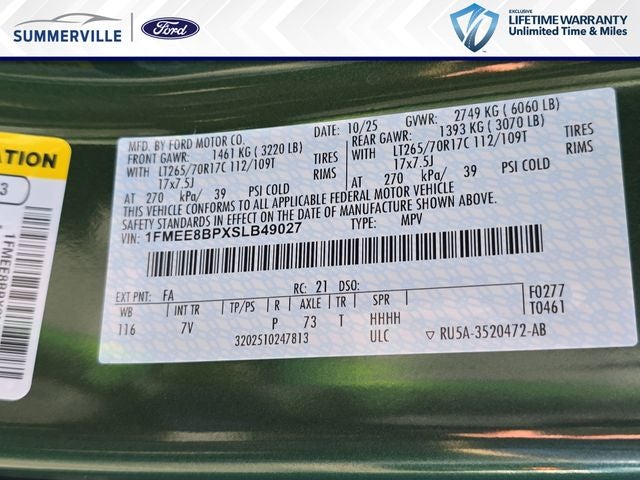 SUMMERVILLE
Ford
EXCLUSIVE
LIFETIME WARRANTY
Unlimited Time & Miles
MFD. BY FORD MOTOR CO.
DATE: 10/25
GVWR: 2749 KG (6060 LB)
FRONT GAWR: 1461 KG (3220 LB)
REAR GAWR: 1393 KG (3070 LB)
WITH LT265/70R17C 112/109T TIRES
WITH LT265/70R17C 112/109T TIRES
17x7.5J RIMS
17x7.5J RIMS
AT 270 kPa/ 39 PSI COLD
AT 270 kPa/ 39 PSI COLD
THIS VEHICLE CONFORMS TO ALL APPLICABLE FEDERAL MOTOR VEHICLE
SAFETY STANDARDS IN EFFECT ON THE DATE OF MANUFACTURE SHOWN ABOVE.
VIN: 1FMEE8BPXSLB49027
TYPE: MPV
EXT PNT: FA RC: 21 DSO:
F0277
T0461
WB INT TR TP/PS R AXLE TR SPR
116 7V P 73 T HHHH
3202510247813
ULC
RU5A-3520472-AB